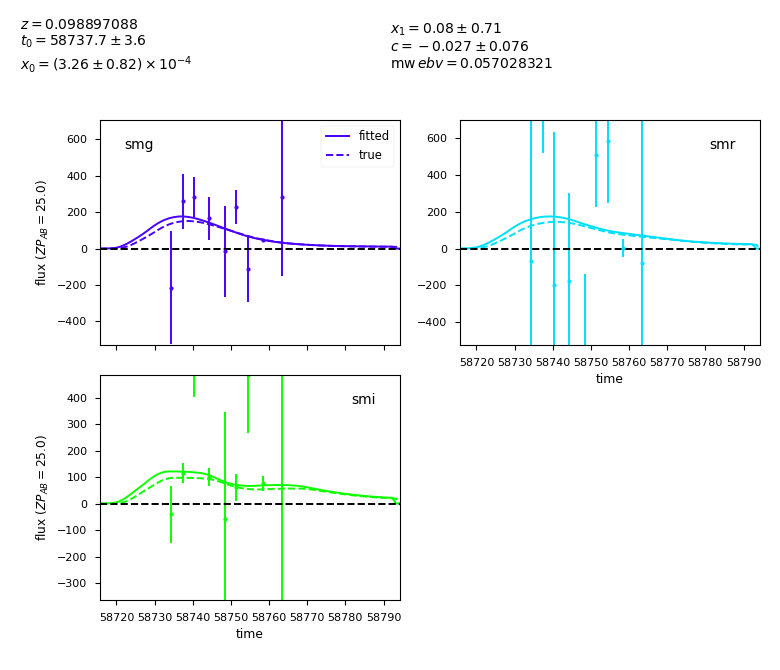 z = 0.098897088
t₀ = 58737.7 ± 3.6
x₀ = (3.26 ± 0.82) × 10⁻⁴
x₁ = 0.08 ± 0.71
c = −0.027 ± 0.076
mw ebv = 0.057028321
smg
fitted
true
600
400
200
0
−200
−400
flux (ZP_AB = 25.0)
smr
600
400
200
0
−200
−400
58720 58730 58740 58750 58760 58770 58780 58790
time
smi
400
300
200
100
0
−100
−200
−300
flux (ZP_AB = 25.0)
58720 58730 58740 58750 58760 58770 58780 58790
time